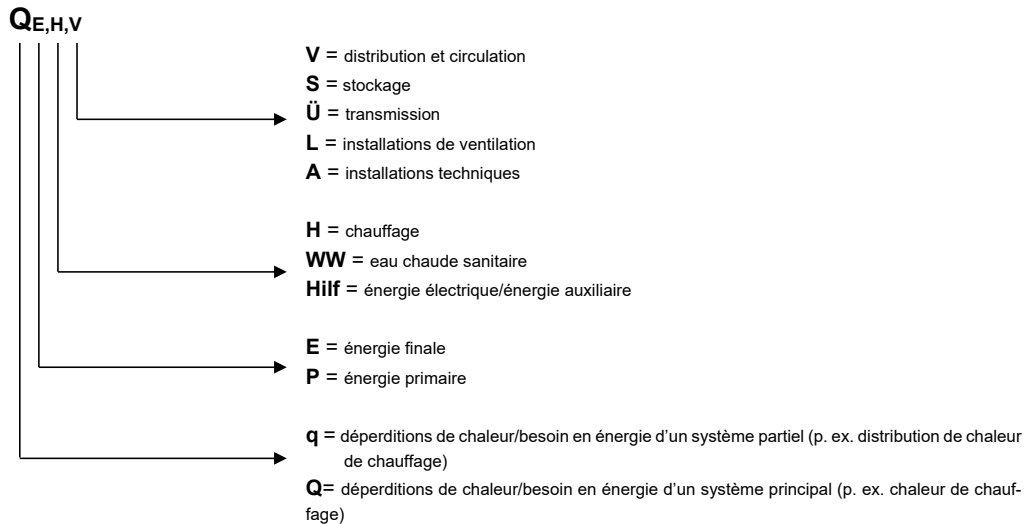 QE,H,V
V = distribution et circulation
S = stockage
Ü = transmission
L = installations de ventilation
A = installations techniques
H = chauffage
WW = eau chaude sanitaire
Hilf = énergie électrique/énergie auxiliaire
E = énergie finale
P = énergie primaire
q = déperditions de chaleur/besoin en énergie d’un système partiel (p. ex. distribution de chaleur
de chauffage)
Q= déperditions de chaleur/besoin en énergie d’un système principal (p. ex. chaleur de chauf-
fage)